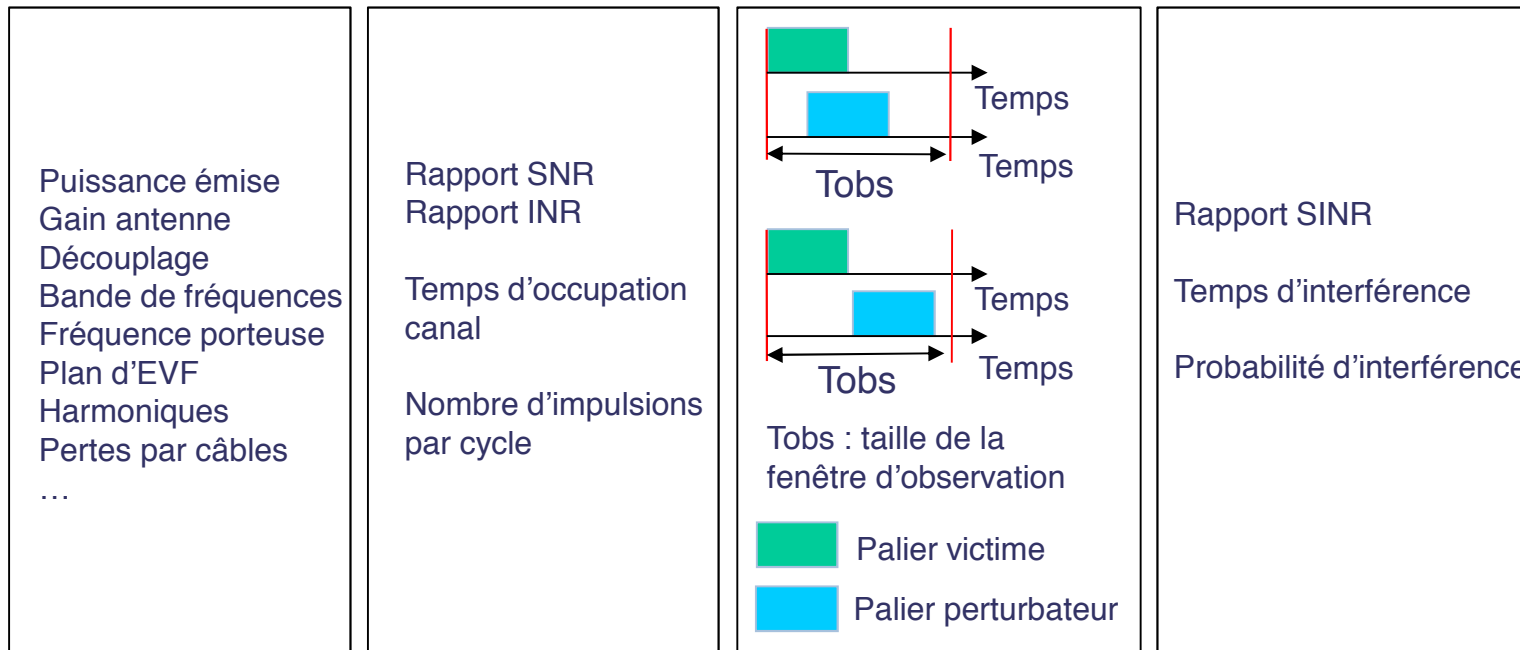 Puissance émise
Gain antenne
Découplage
Bande de fréquences
Fréquence porteuse
Plan d'EVF
Harmoniques
Pertes par câbles
…
Rapport SNR
Rapport INR
Temps d'occupation
canal
Nombre d'impulsions
par cycle
Temps
Temps
Tobs
Temps
Temps
Tobs
Tobs : taille de la
fenêtre d'observation
Palier victime
Palier perturbateur
Rapport SINR
Temps d'interférence
Probabilité d'interférence